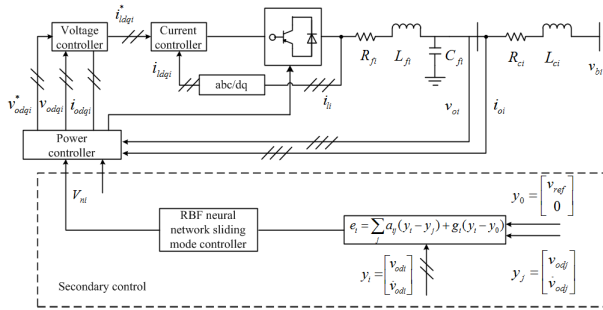 Voltage controller
i*ldqi
Current controller
Rfi
Lfi
Cfi
Rci
Lci
vbi
ildqi
abc/dq
ili
v*odqi
vodqi
iodqi
voi
ioi
Power controller
Vni
RBF neural network sliding mode controller
ei = ∑j aij(yi − yj) + gi(yi − y0)
y0 = [vref 0]
yi = [vodi v̇odi]
yj = [vodj v̇odj]
Secondary control